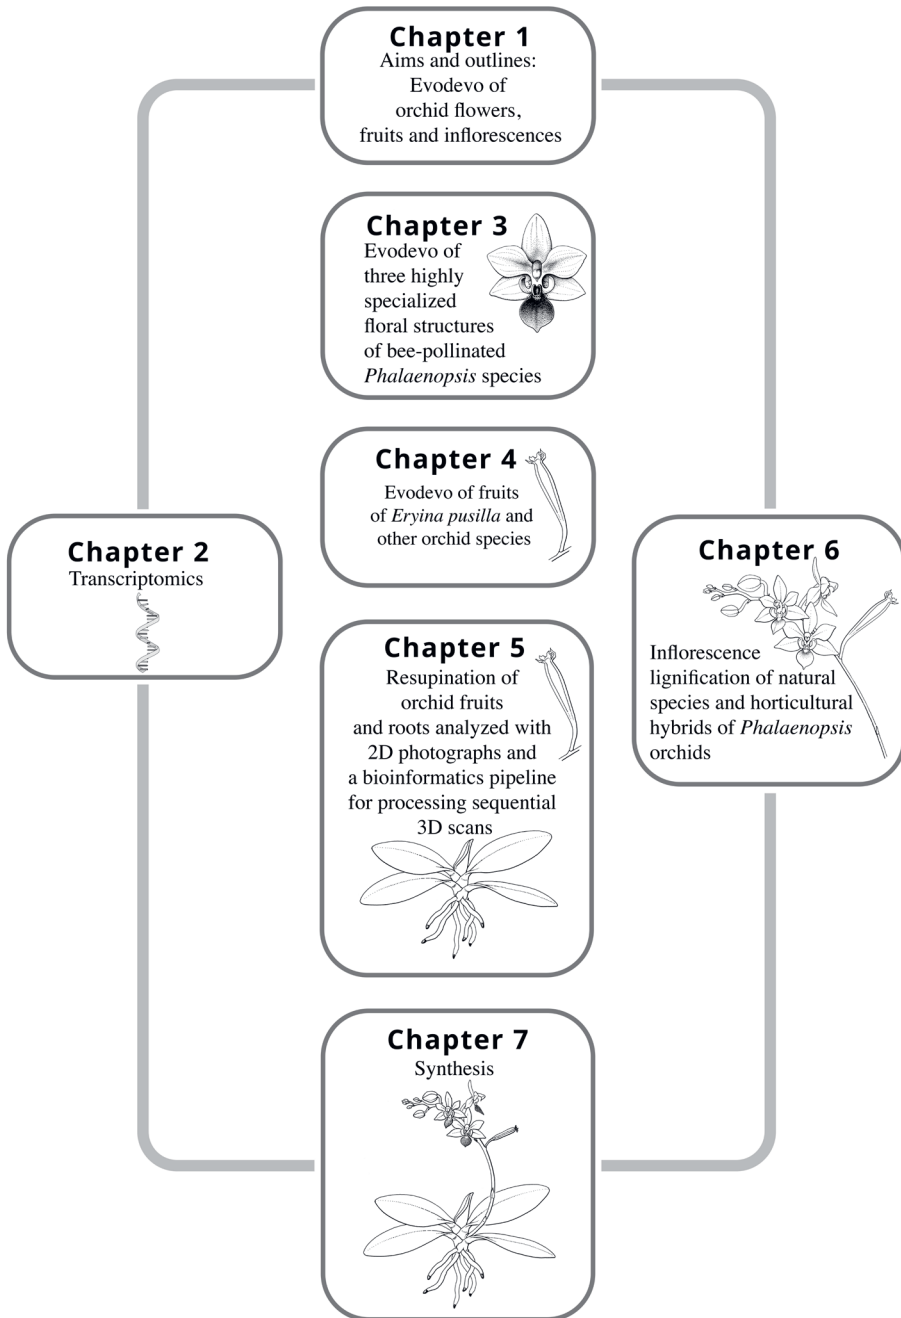 Chapter 1
Aims and outlines:
Evodevo of
orchid flowers,
fruits and inflorescences
Chapter 3
Evodevo of
three highly
specialized
floral structures
of bee-pollinated
Phalaenopsis species
Chapter 4
Evodevo of fruits
of Eryina pusilla and
other orchid species
Chapter 2
Transcriptomics
Chapter 6
Inflorescence
lignification of natural
species and horticultural
hybrids of Phalaenopsis
orchids
Chapter 5
Resupination of
orchid fruits
and roots analyzed with
2D photographs and
a bioinformatics pipeline
for processing sequential
3D scans
Chapter 7
Synthesis